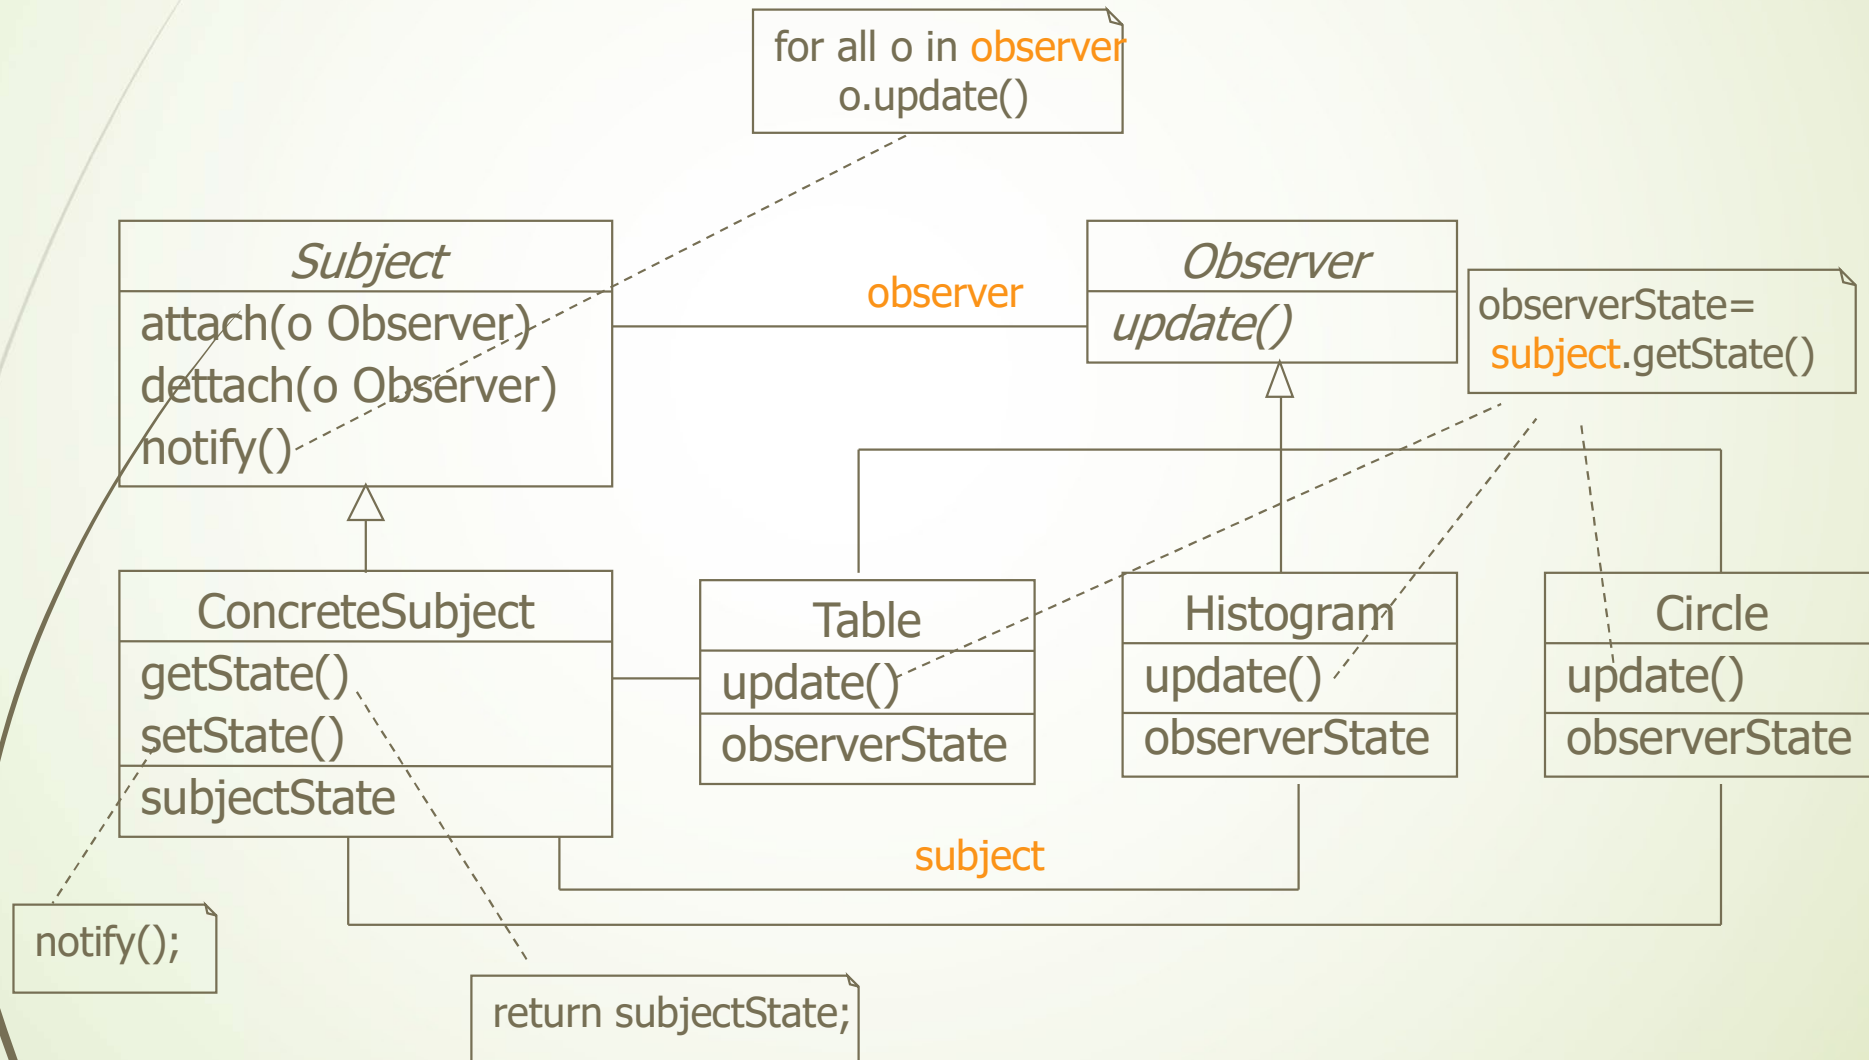 for all o in observer
o.update()
Subject
attach(o Observer)
dettach(o Observer)
notify()
observer
Observer
update()
observerState=
subject.getState()
ConcreteSubject
getState()
setState()
subjectState
Table
update()
observerState
Histogram
update()
observerState
Circle
update()
observerState
subject
notify();
return subjectState;